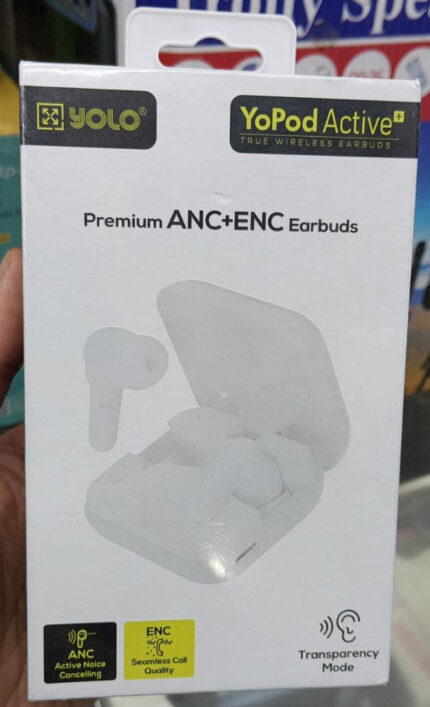 YOLO®
YoPod Active+
TRUE WIRELESS EARBUDS
Premium ANC+ENC Earbuds
ANC
Active Noice
Cancelling
ENC
Seamless Call
Quality
Transparency
Mode